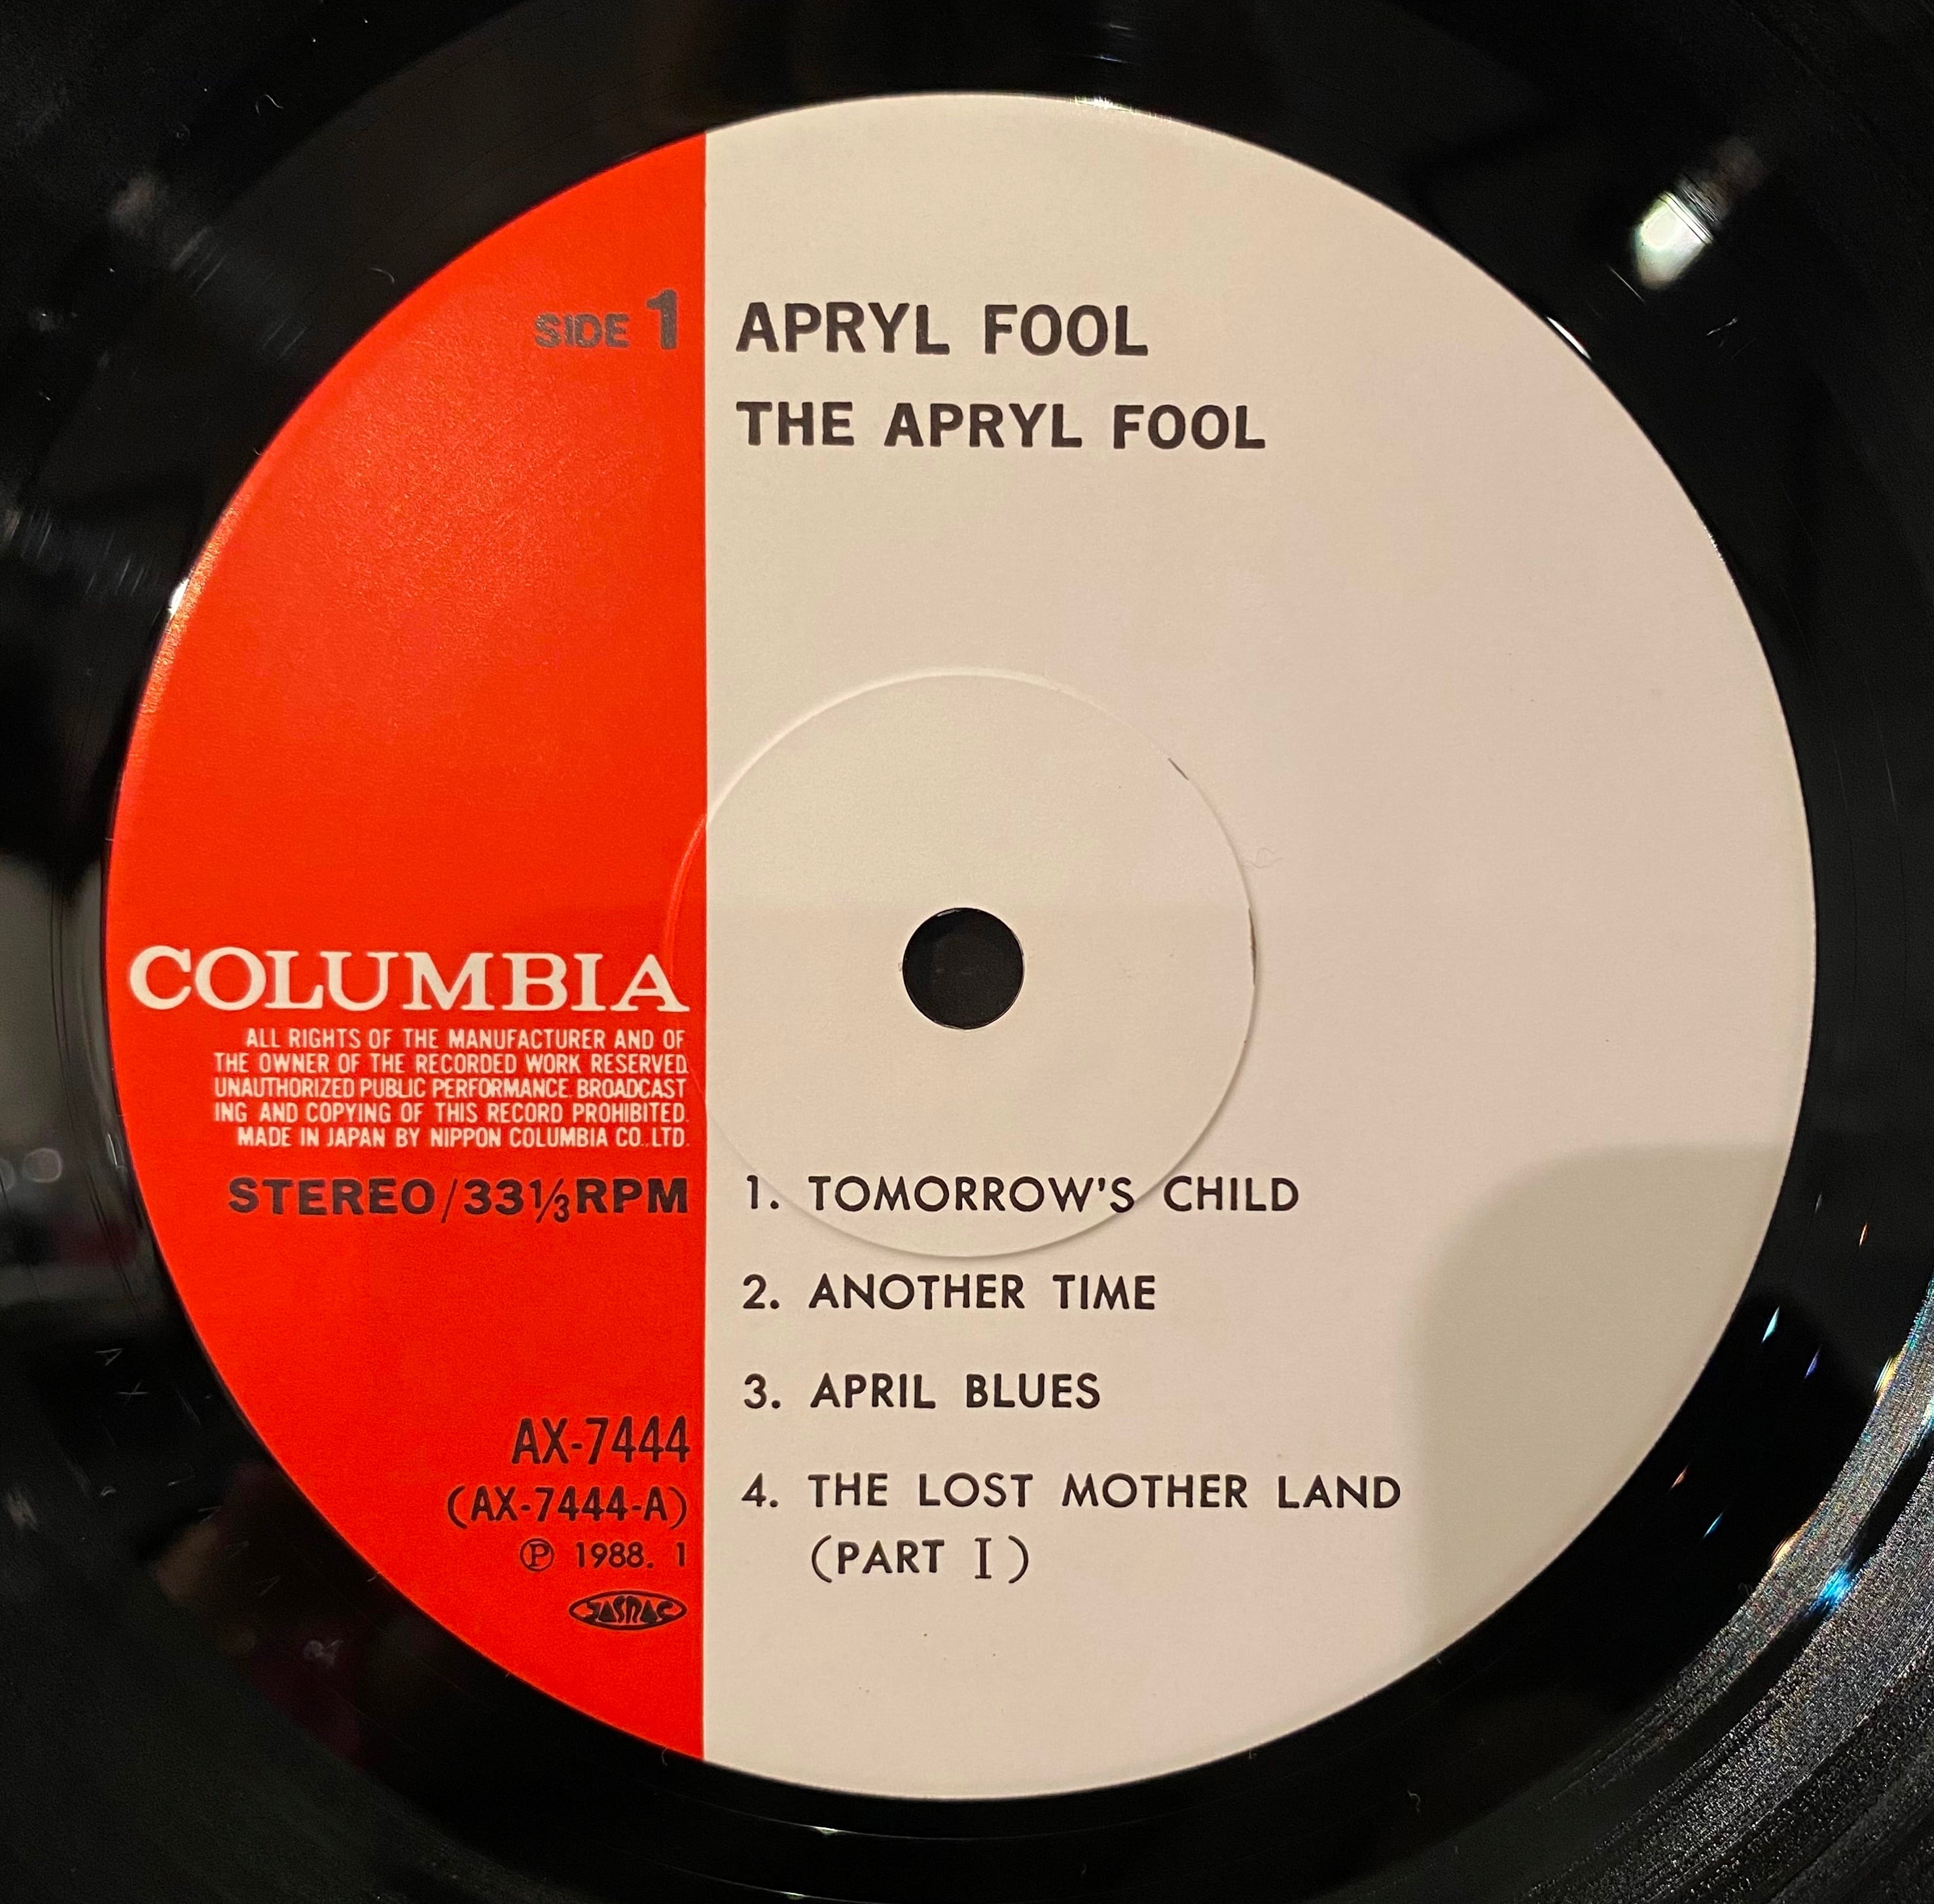 SIDE 1
APRYL FOOL
THE APRYL FOOL
COLUMBIA
ALL RIGHTS OF THE MANUFACTURER AND OF
THE OWNER OF THE RECORDED WORK RESERVED.
UNAUTHORIZED PUBLIC PERFORMANCE. BROADCAST
ING AND COPYING OF THIS RECORD PROHIBITED.
MADE IN JAPAN BY NIPPON COLUMBIA CO., LTD.
STEREO/33⅓RPM
1. TOMORROW'S CHILD
2. ANOTHER TIME
3. APRIL BLUES
4. THE LOST MOTHER LAND
(PART I)
AX-7444
(AX-7444-A)
℗ 1988. 1
JASRAC